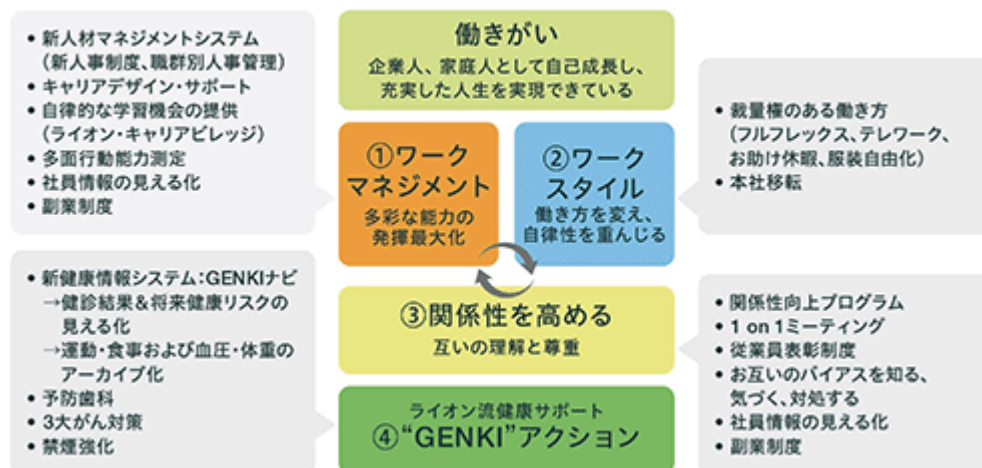 • 新人材マネジメントシステム
（新人事制度、職群別人事管理）
• キャリアデザイン・サポート
• 自律的な学習機会の提供
（ライオン・キャリアビレッジ）
• 多面行動能力測定
• 社員情報の見える化
• 副業制度
働きがい
企業人、家庭人として自己成長し、
充実した人生を実現できている
①ワーク
マネジメント
多彩な能力の
発揮最大化
②ワーク
スタイル
働き方を変え、
自律性を重んじる
• 裁量権のある働き方
（フルフレックス、テレワーク、
お助け休暇、服装自由化）
• 本社移転
• 新健康情報システム：GENKIナビ
→健診結果＆将来健康リスクの
見える化
→運動・食事および血圧・体重の
アーカイブ化
• 予防歯科
• 3大がん対策
• 禁煙強化
③関係性を高める
互いの理解と尊重
ライオン流健康サポート
④“GENKI”アクション
• 関係性向上プログラム
• 1 on 1ミーティング
• 従業員表彰制度
• お互いのバイアスを知る、
気づく、対処する
• 社員情報の見える化
• 副業制度